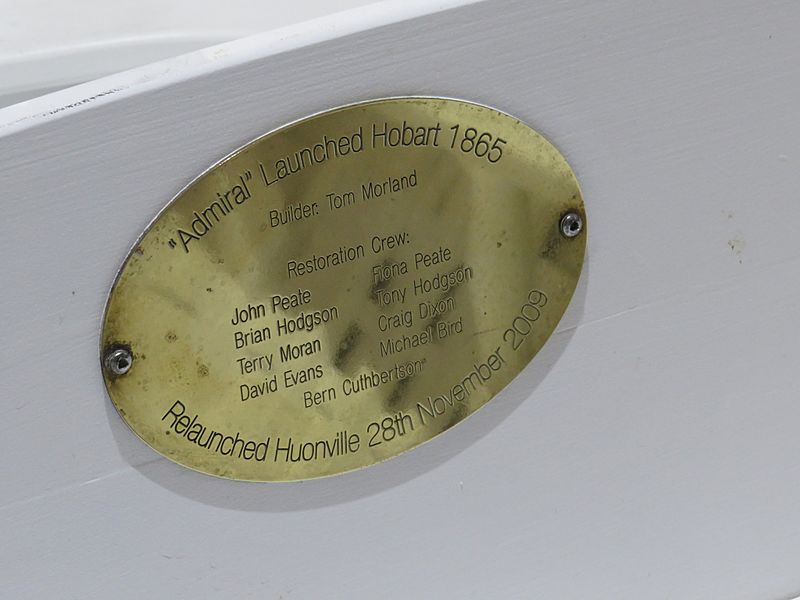 "Admiral" Launched Hobart 1865
Builder: Tom Morland
Restoration Crew:
John Peate Fiona Peate
Brian Hodgson Tony Hodgson
Terry Moran Craig Dixon
David Evans Michael Bird
Bern Cuthbertson
Relaunched Huonville 28th November 2009